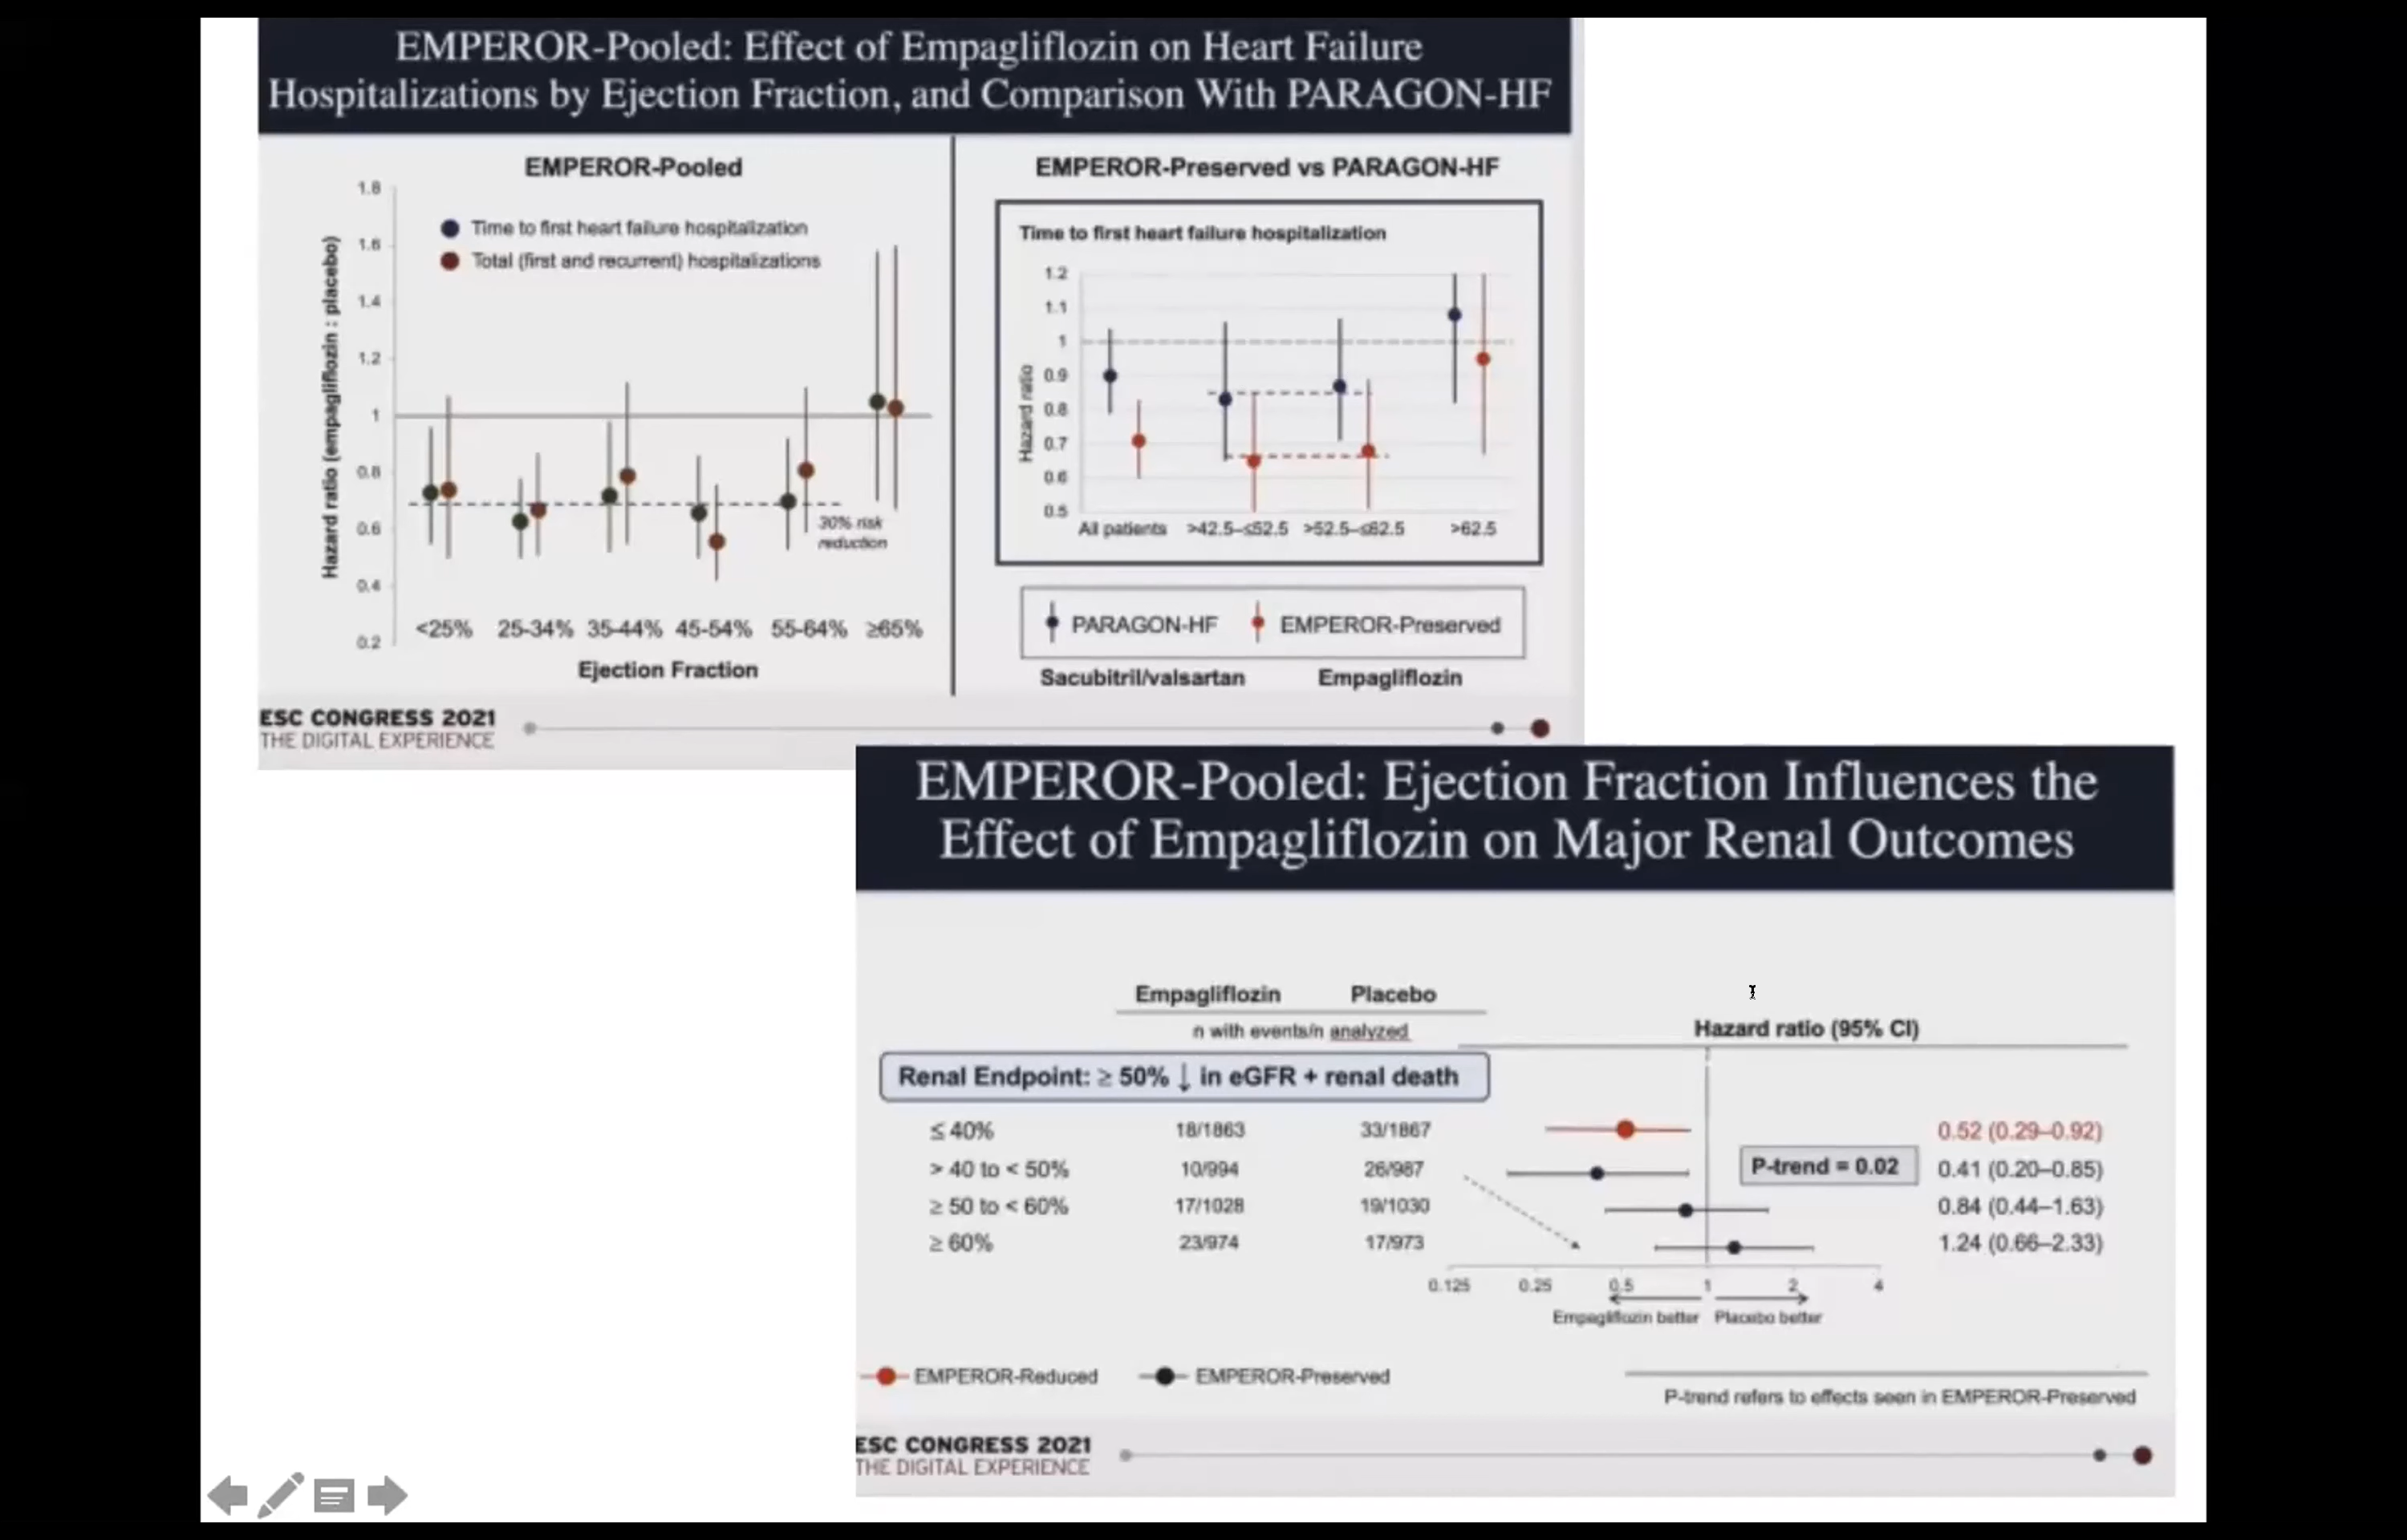 EMPEROR-Pooled: Effect of Empagliflozin on Heart Failure
Hospitalizations by Ejection Fraction, and Comparison With PARAGON-HF
EMPEROR-Pooled
1.8
1.6
1.4
1.2
1
0.8
0.6
0.4
0.2
Hazard ratio (empagliflozin : placebo)
Time to first heart failure hospitalization
Total (first and recurrent) hospitalizations
30% risk
reduction
<25% 25-34% 35-44% 45-54% 55-64% ≥65%
Ejection Fraction
EMPEROR-Preserved vs PARAGON-HF
Time to first heart failure hospitalization
1.2
1.1
1
0.9
0.8
0.7
0.6
0.5
Hazard ratio
All patients >42.5–≤52.5 >52.5–≤62.5 >62.5
PARAGON-HF EMPEROR-Preserved
Sacubitril/valsartan Empagliflozin
ESC CONGRESS 2021
THE DIGITAL EXPERIENCE
EMPEROR-Pooled: Ejection Fraction Influences the
Effect of Empagliflozin on Major Renal Outcomes
Empagliflozin Placebo
n with events/n analyzed
Hazard ratio (95% CI)
Renal Endpoint: ≥ 50% ↓ in eGFR + renal death
≤ 40% 18/1863 33/1867 0.52 (0.29–0.92)
> 40 to < 50% 10/994 26/987 P-trend = 0.02 0.41 (0.20–0.85)
≥ 50 to < 60% 17/1028 19/1030 0.84 (0.44–1.63)
≥ 60% 23/974 17/973 1.24 (0.66–2.33)
0.125 0.25 0.5 1 2 4
Empagliflozin better Placebo better
EMPEROR-Reduced EMPEROR-Preserved
P-trend refers to effects seen in EMPEROR-Preserved
ESC CONGRESS 2021
THE DIGITAL EXPERIENCE